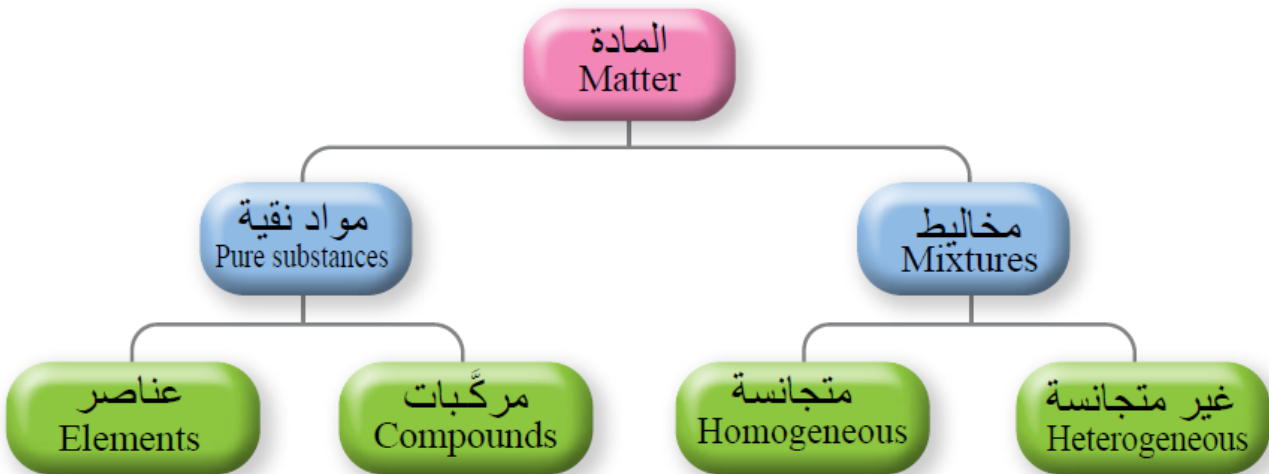 المادة
Matter
مواد نقية
Pure substances
مخاليط
Mixtures
عناصر
Elements
مركَّبات
Compounds
متجانسة
Homogeneous
غير متجانسة
Heterogeneous